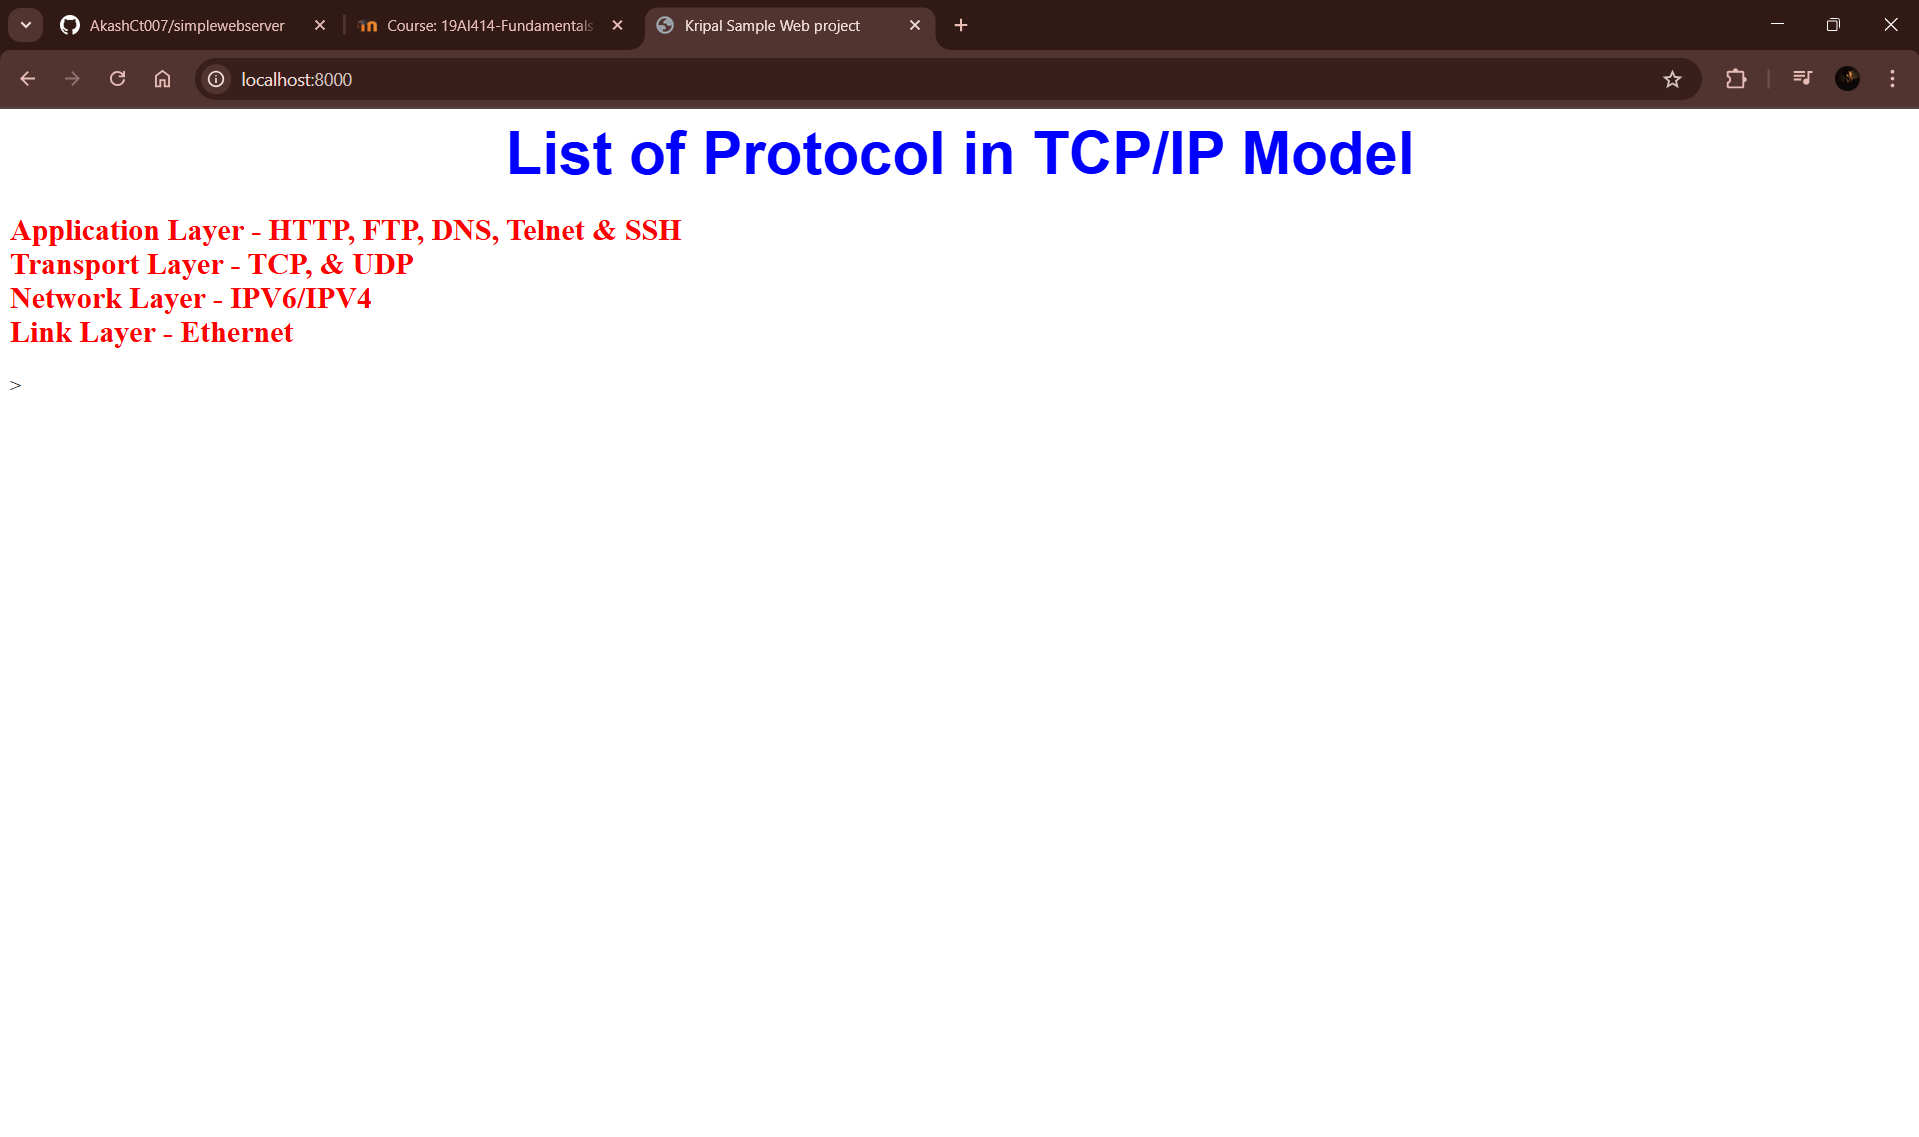 AkashCt007/simplewebserver
Course: 19AI414-Fundamentals
Kripal Sample Web project
localhost:8000
List of Protocol in TCP/IP Model
Application Layer - HTTP, FTP, DNS, Telnet & SSH
Transport Layer - TCP, & UDP
Network Layer - IPV6/IPV4
Link Layer - Ethernet
>